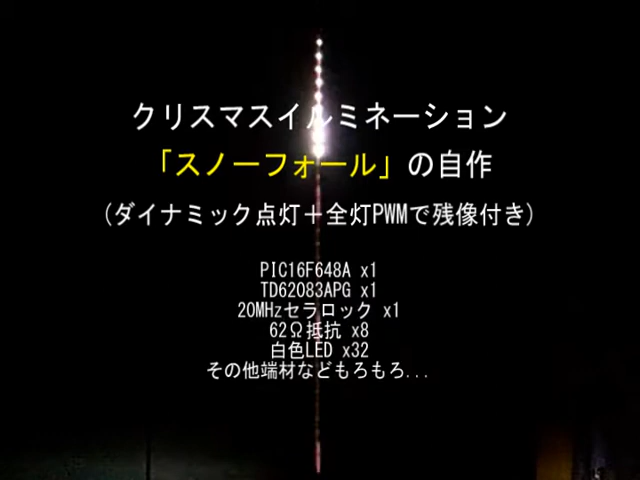 クリスマスイルミネーション
「スノーフォール」の自作
(ダイナミック点灯＋全灯PWMで残像付き)
PIC16F648A x1
TD62083APG x1
20MHzセラロック x1
62Ω抵抗 x8
白色LED x32
その他端材などもろもろ...